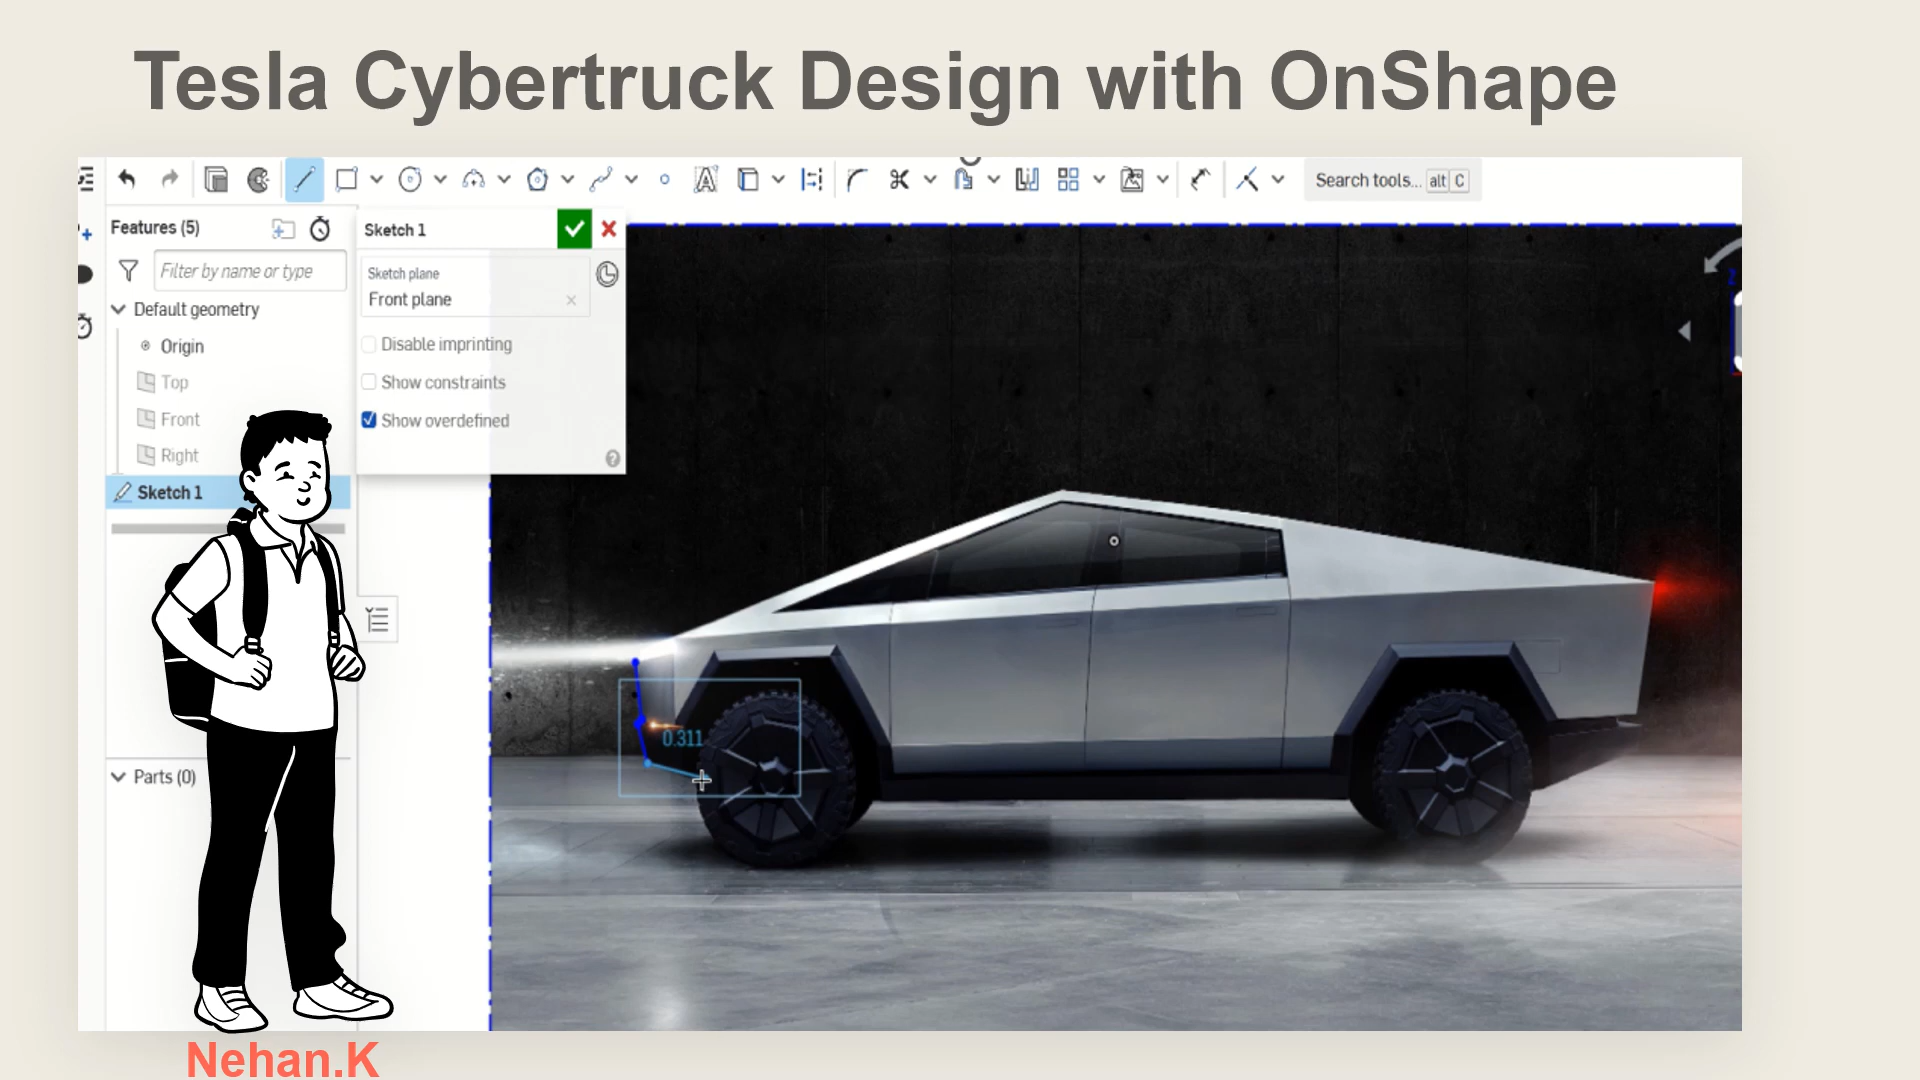 Tesla Cybertruck Design with OnShape
Search tools... alt C
Features (5)
Filter by name or type
Default geometry
Origin
Top
Front
Right
Sketch 1
Parts (0)
Sketch 1
Sketch plane
Front plane
Disable imprinting
Show constraints
Show overdefined
0.311
Nehan.K